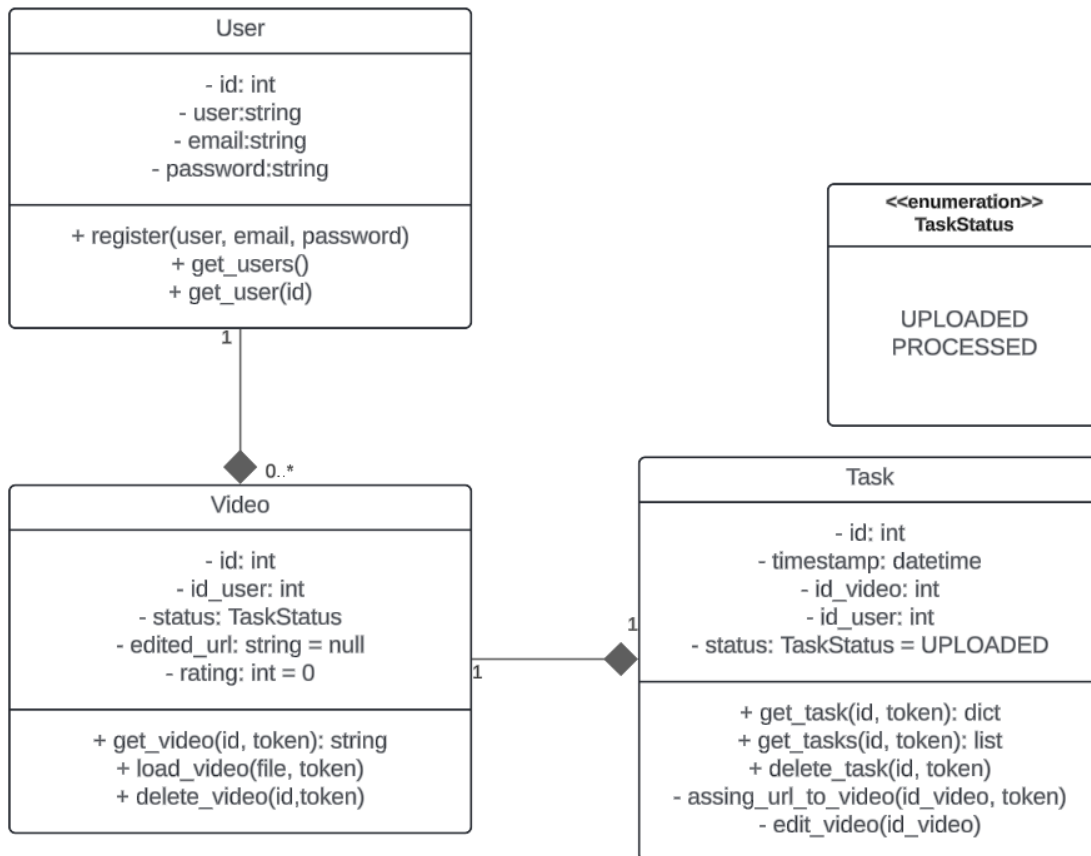 User
- id: int
- user:string
- email:string
- password:string
+ register(user, email, password)
+ get_users()
+ get_user(id)
1
0..*
<<enumeration>>
TaskStatus
UPLOADED
PROCESSED
Video
- id: int
- id_user: int
- status: TaskStatus
- edited_url: string = null
- rating: int = 0
+ get_video(id, token): string
+ load_video(file, token)
+ delete_video(id,token)
1
1
Task
- id: int
- timestamp: datetime
- id_video: int
- id_user: int
- status: TaskStatus = UPLOADED
+ get_task(id, token): dict
+ get_tasks(id, token): list
+ delete_task(id, token)
- assing_url_to_video(id_video, token)
- edit_video(id_video)